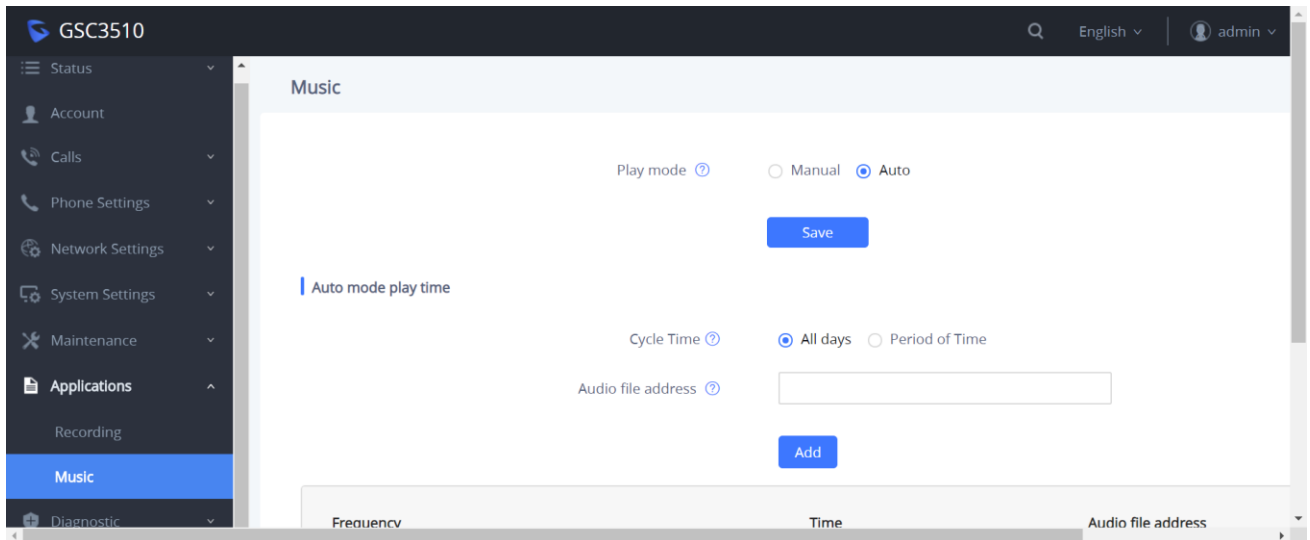 GSC3510
English
admin
Status
Account
Calls
Phone Settings
Network Settings
System Settings
Maintenance
Applications
Recording
Music
Diagnostic
Music
Play mode ? Manual Auto
Save
Auto mode play time
Cycle Time ? All days Period of Time
Audio file address ?
Add
Frequency Time Audio file address